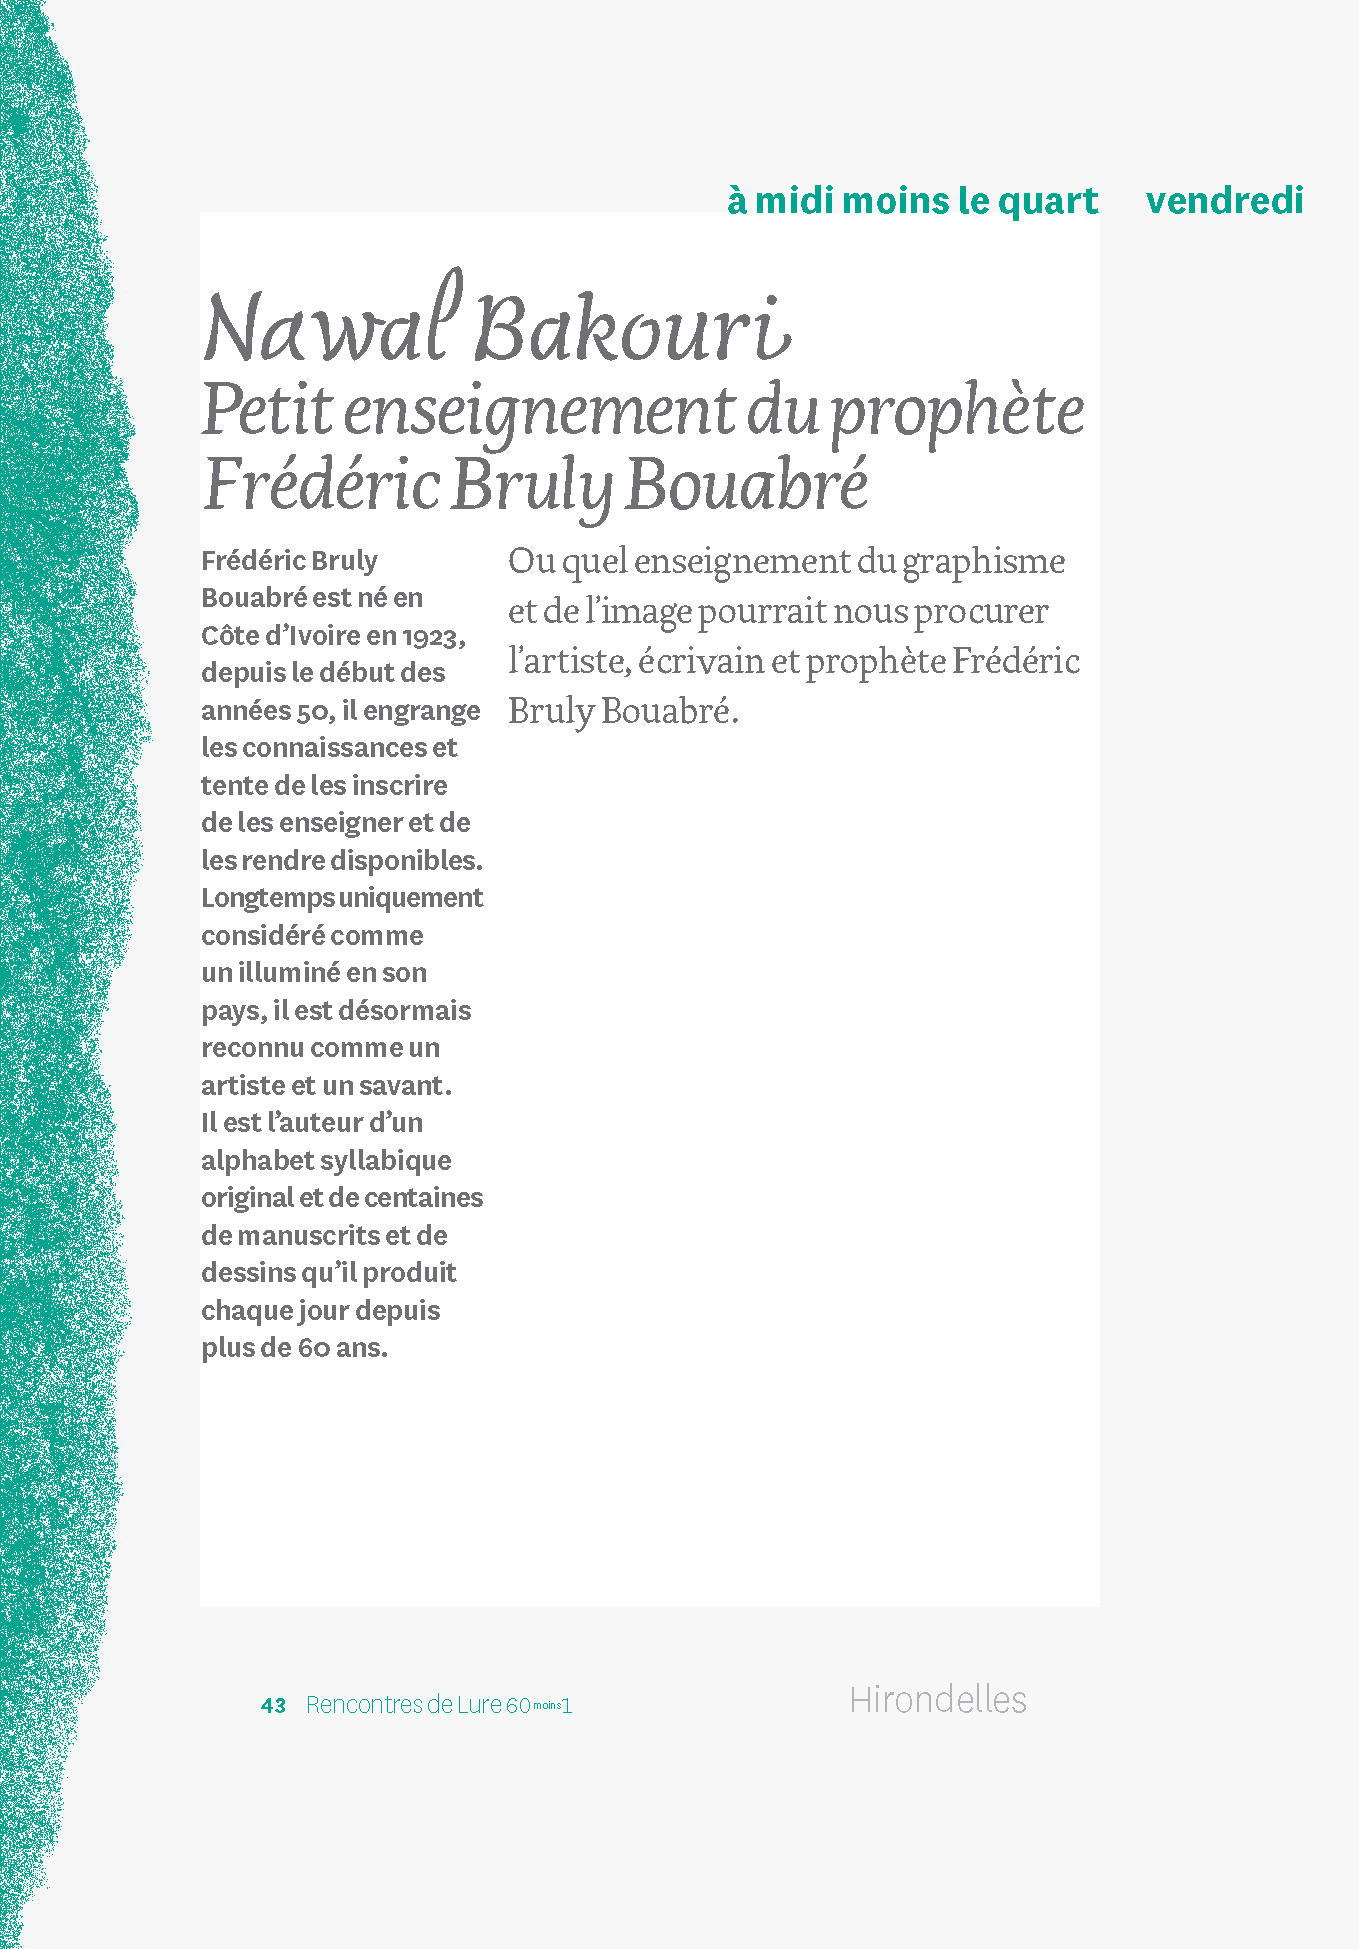 à midi moins le quart vendredi
Nawal Bakouri
Petit enseignement du prophète
Frédéric Bruly Bouabré
Frédéric Bruly
Bouabré est né en
Côte d’Ivoire en 1923,
depuis le début des
années 50, il engrange
les connaissances et
tente de les inscrire
de les enseigner et de
les rendre disponibles.
Longtemps uniquement
considéré comme
un illuminé en son
pays, il est désormais
reconnu comme un
artiste et un savant.
Il est l’auteur d’un
alphabet syllabique
original et de centaines
de manuscrits et de
dessins qu’il produit
chaque jour depuis
plus de 60 ans.
Ou quel enseignement du graphisme
et de l’image pourrait nous procurer
l’artiste, écrivain et prophète Frédéric
Bruly Bouabré.
43 Rencontres de Lure 60 moins 1
Hirondelles